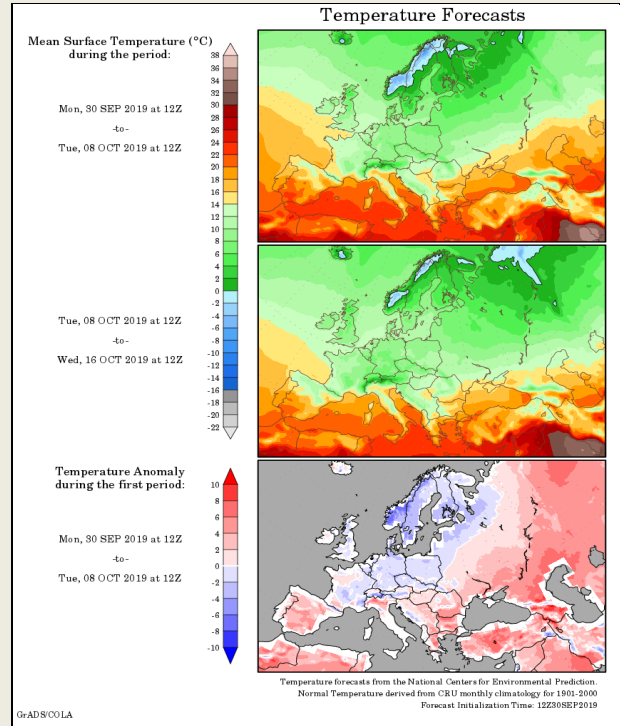 Temperature Forecasts
Mean Surface Temperature (°C)
during the period:
Mon, 30 SEP 2019 at 12Z
-to-
Tue, 08 OCT 2019 at 12Z
38
36
34
32
30
28
26
24
22
20
18
16
14
12
10
8
6
4
2
0
-2
-4
-6
-8
-10
-12
-14
-16
-18
-20
-22
Tue, 08 OCT 2019 at 12Z
-to-
Wed, 16 OCT 2019 at 12Z
Temperature Anomaly
during the first period:
Mon, 30 SEP 2019 at 12Z
-to-
Tue, 08 OCT 2019 at 12Z
10
8
6
4
2
0
-2
-4
-6
-8
-10
Temperature forecasts from the National Centers for Environmental Prediction.
Normal Temperature derived from CRU monthly climatology for 1901-2000
Forecast Initialization Time: 12Z30SEP2019
GrADS/COLA